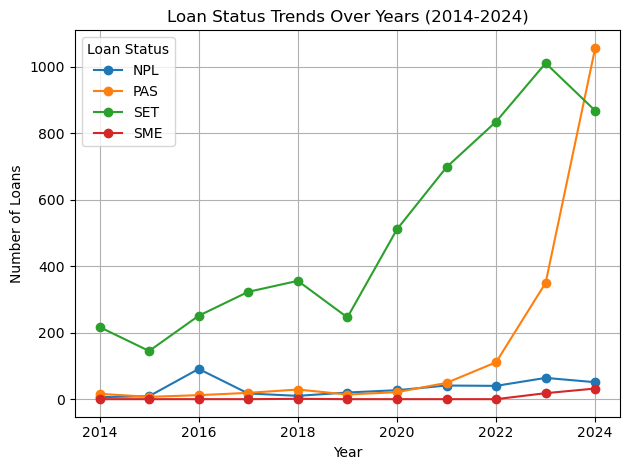 Loan Status Trends Over Years (2014-2024)
Loan Status
NPL
PAS
SET
SME
Number of Loans
1000
800
600
400
200
0
2014
2016
2018
2020
2022
2024
Year